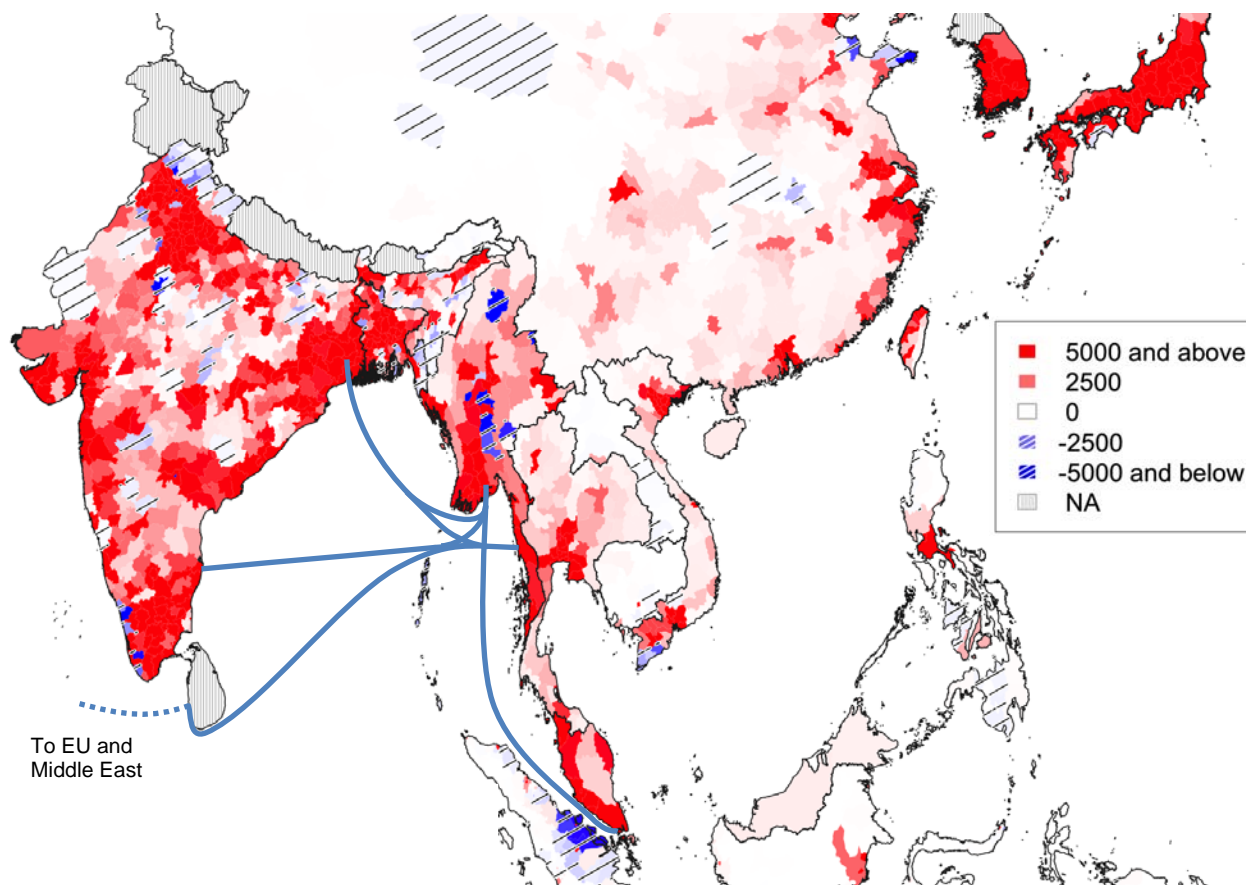 5000 and above
2500
0
-2500
-5000 and below
NA
To EU and
Middle East